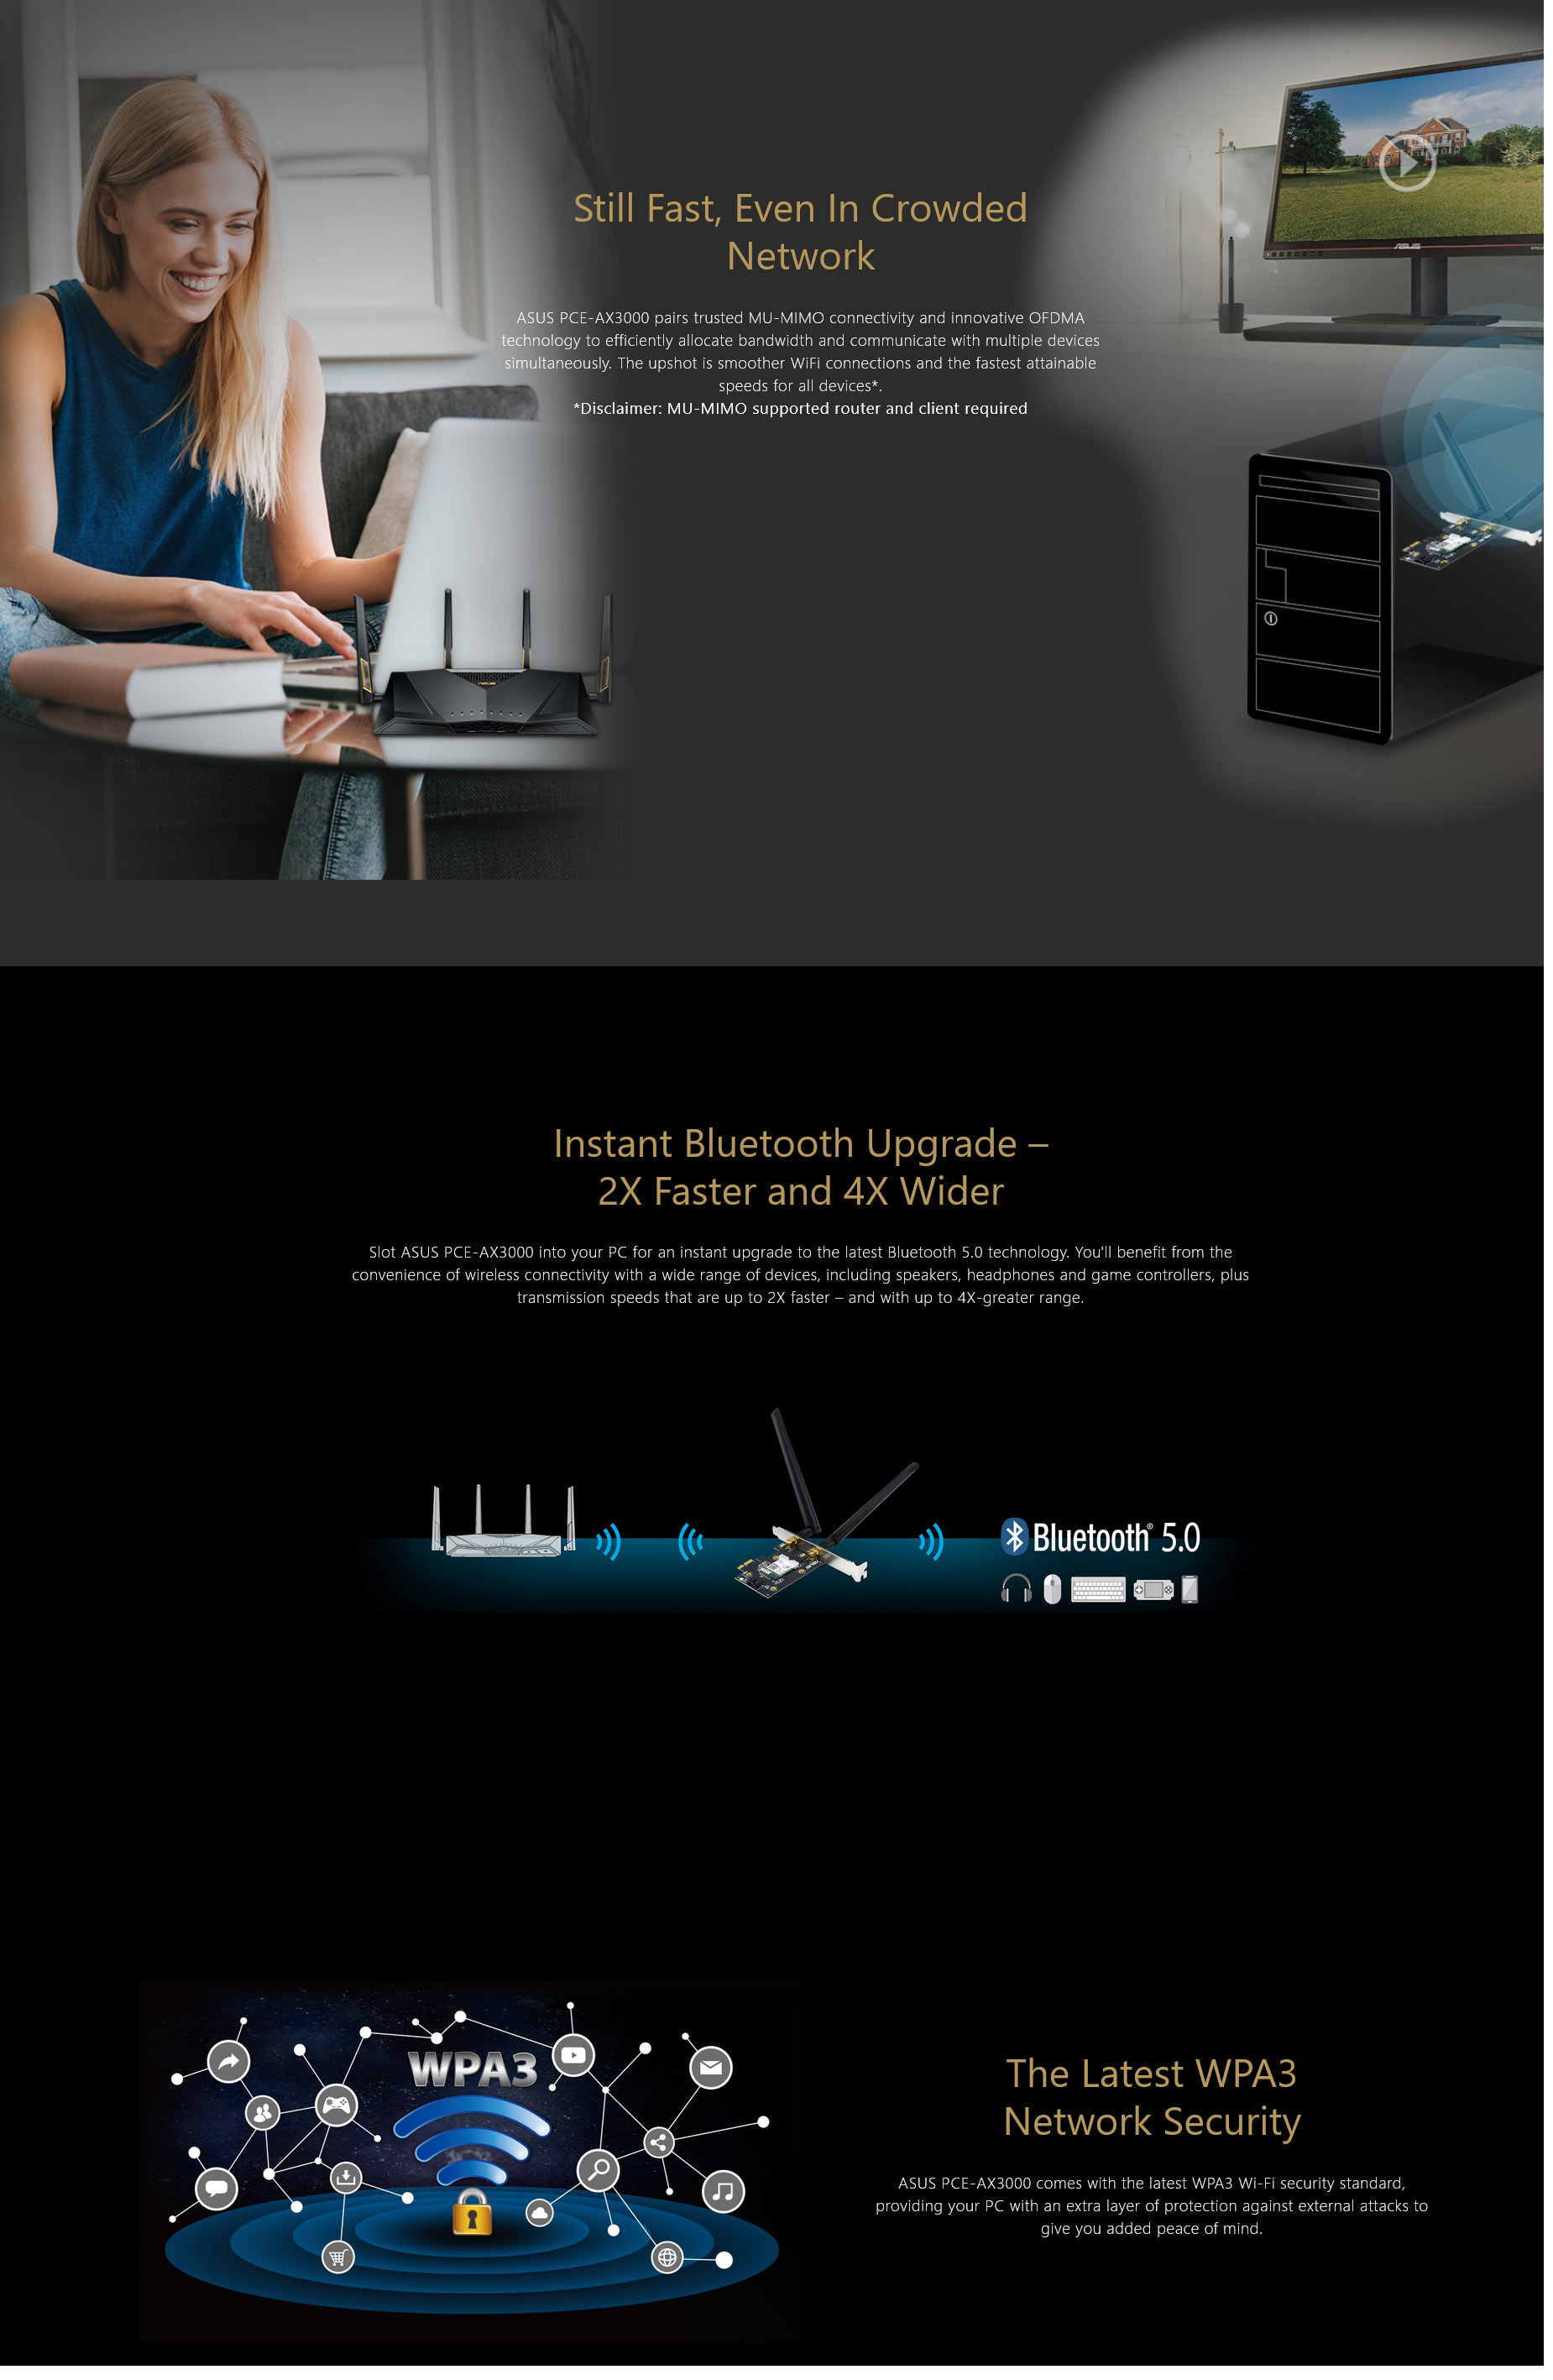 Still Fast, Even In Crowded
Network
ASUS PCE-AX3000 pairs trusted MU-MIMO connectivity and innovative OFDMA
technology to efficiently allocate bandwidth and communicate with multiple devices
simultaneously. The upshot is smoother WiFi connections and the fastest attainable
speeds for all devices*.
*Disclaimer: MU-MIMO supported router and client required
ASUS
Instant Bluetooth Upgrade –
2X Faster and 4X Wider
Slot ASUS PCE-AX3000 into your PC for an instant upgrade to the latest Bluetooth 5.0 technology. You'll benefit from the
convenience of wireless connectivity with a wide range of devices, including speakers, headphones and game controllers, plus
transmission speeds that are up to 2X faster – and with up to 4X-greater range.
Bluetooth® 5.0
WPA3
The Latest WPA3
Network Security
ASUS PCE-AX3000 comes with the latest WPA3 Wi-Fi security standard,
providing your PC with an extra layer of protection against external attacks to
give you added peace of mind.